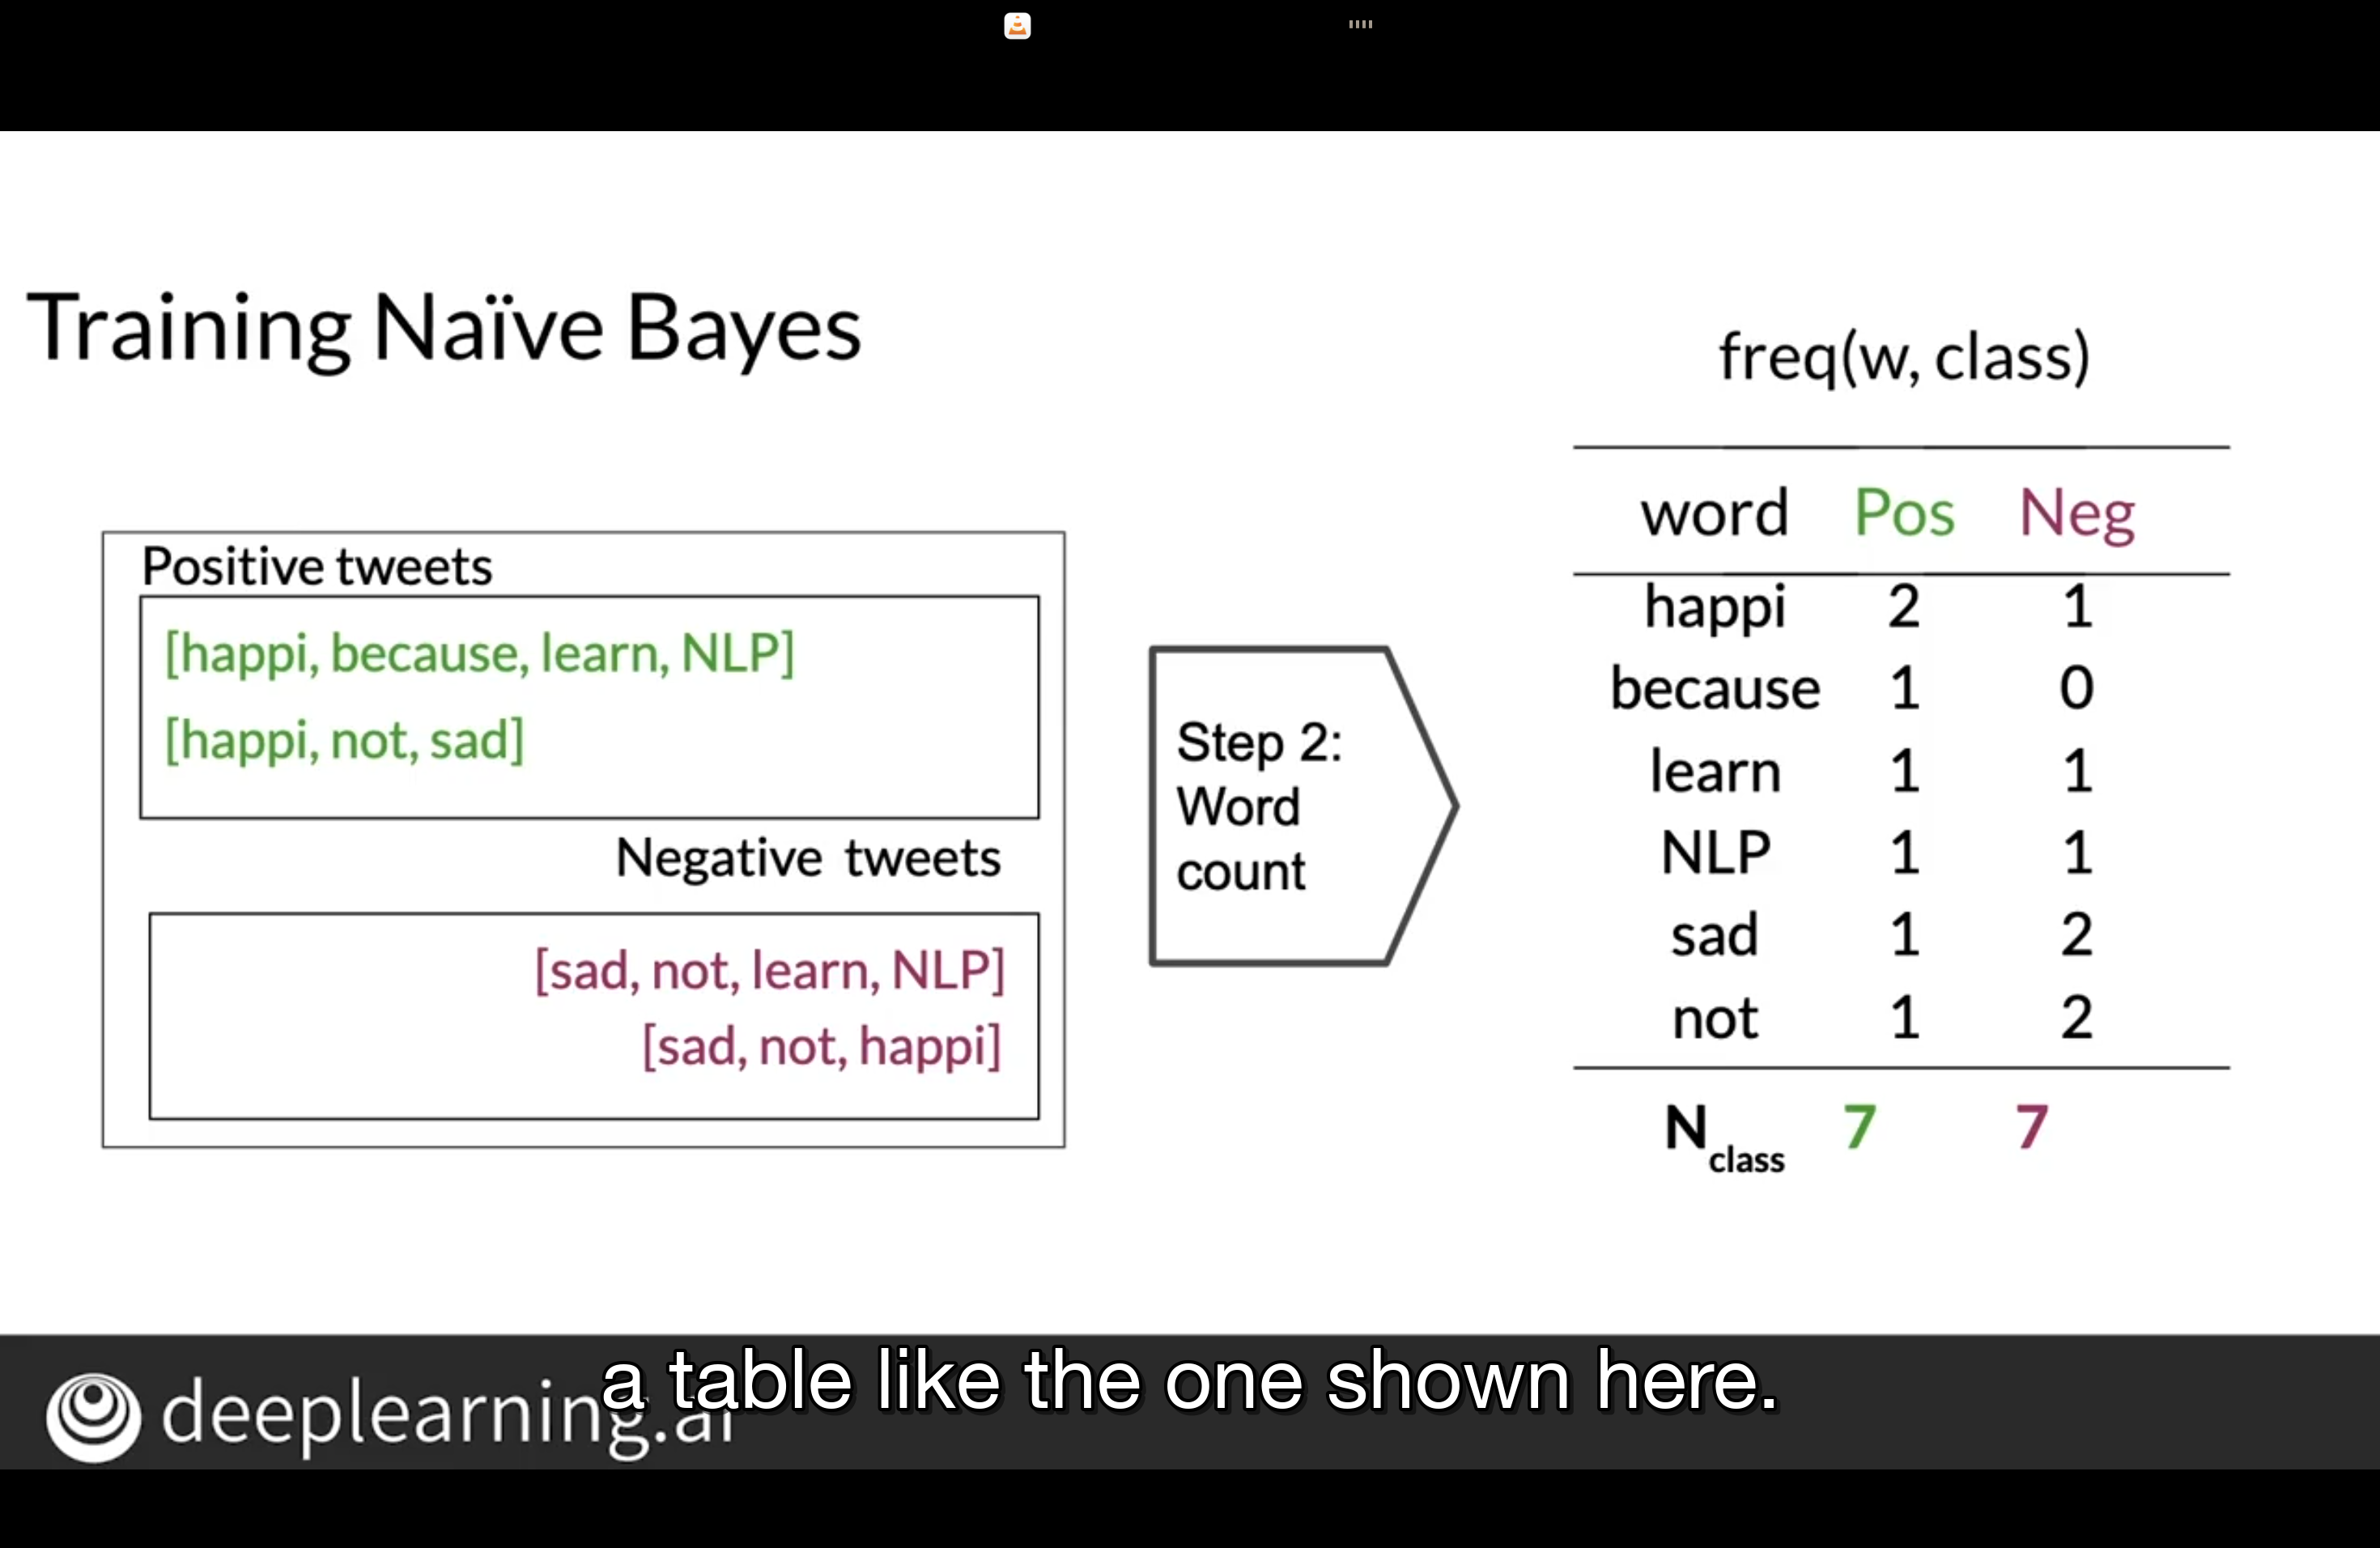 Training Naïve Bayes
Positive tweets
[happi, because, learn, NLP]
[happi, not, sad]
Negative tweets
[sad, not, learn, NLP]
[sad, not, happi]
Step 2:
Word
count
freq(w, class)
word Pos Neg
happi 2 1
because 1 0
learn 1 1
NLP 1 1
sad 1 2
not 1 2
N class 7 7
a table like the one shown here.
deeplearning.ai